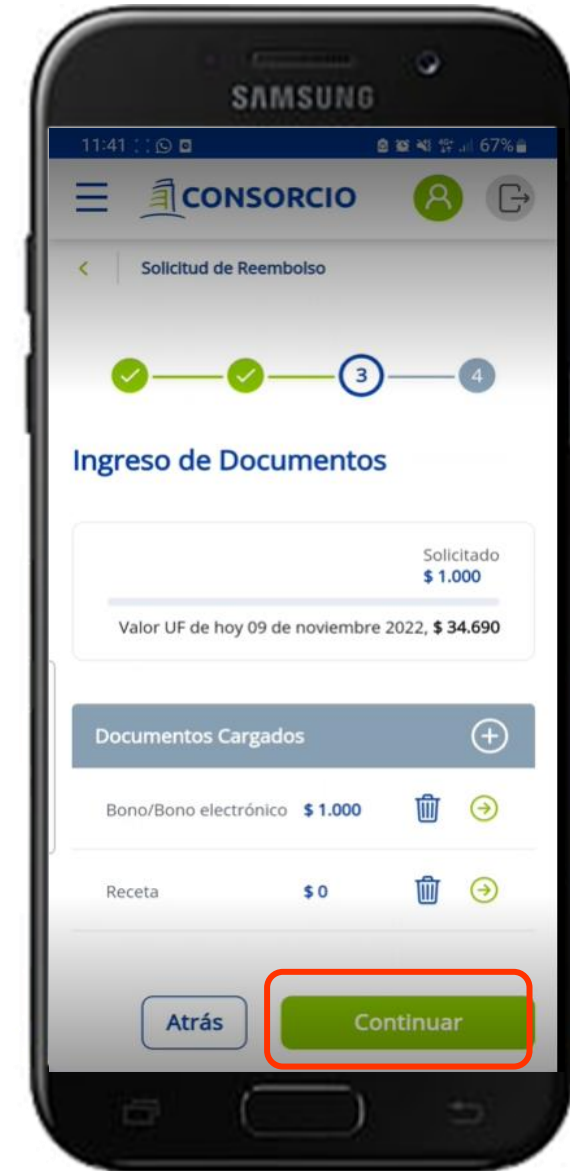 SAMSUNG
11:41 67%
CONSORCIO
Solicitud de Reembolso
3 4
Ingreso de Documentos
Solicitado
$ 1.000
Valor UF de hoy 09 de noviembre 2022, $ 34.690
Documentos Cargados
Bono/Bono electrónico $ 1.000
Receta $ 0
Atrás Continuar